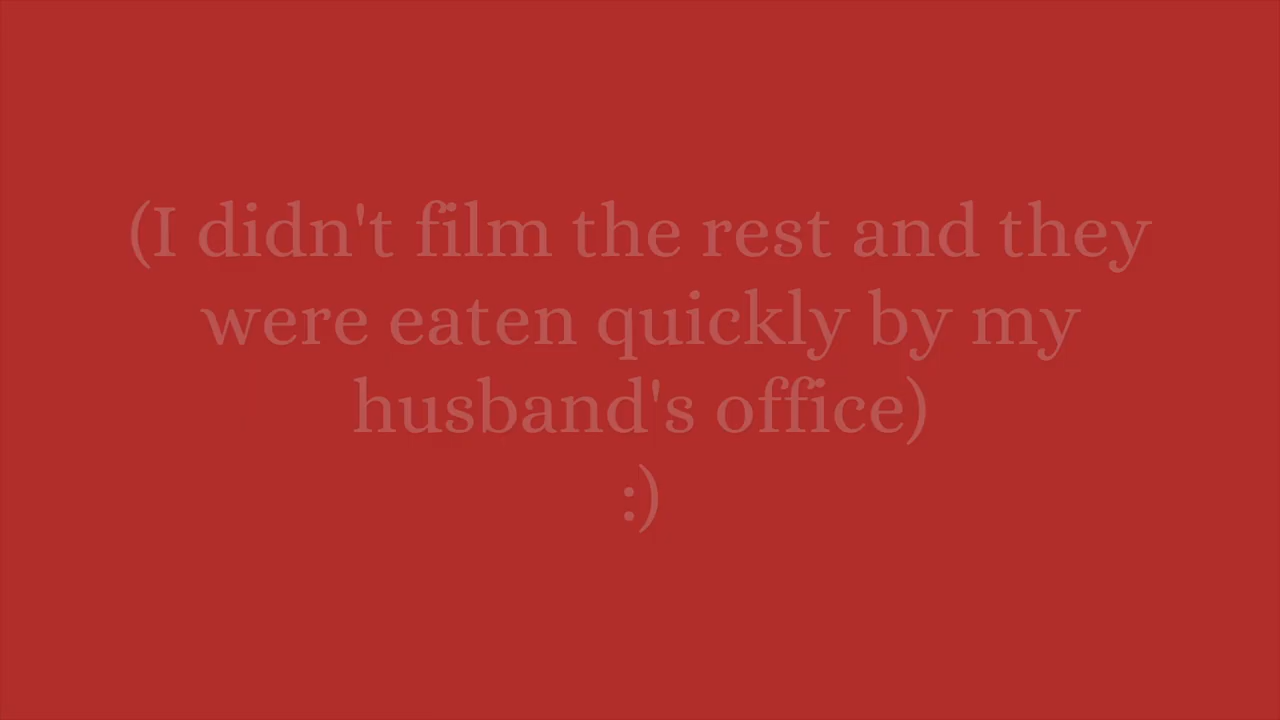 (I didn't film the rest and they
were eaten quickly by my
husband's office)
:)